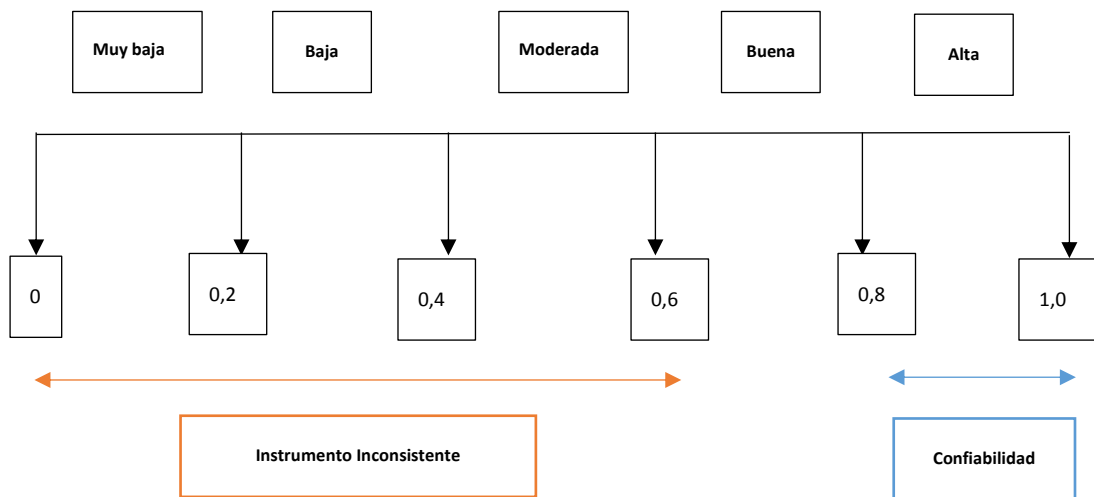 Muy baja
Baja
Moderada
Buena
Alta
0
0,2
0,4
0,6
0,8
1,0
Instrumento Inconsistente
Confiabilidad